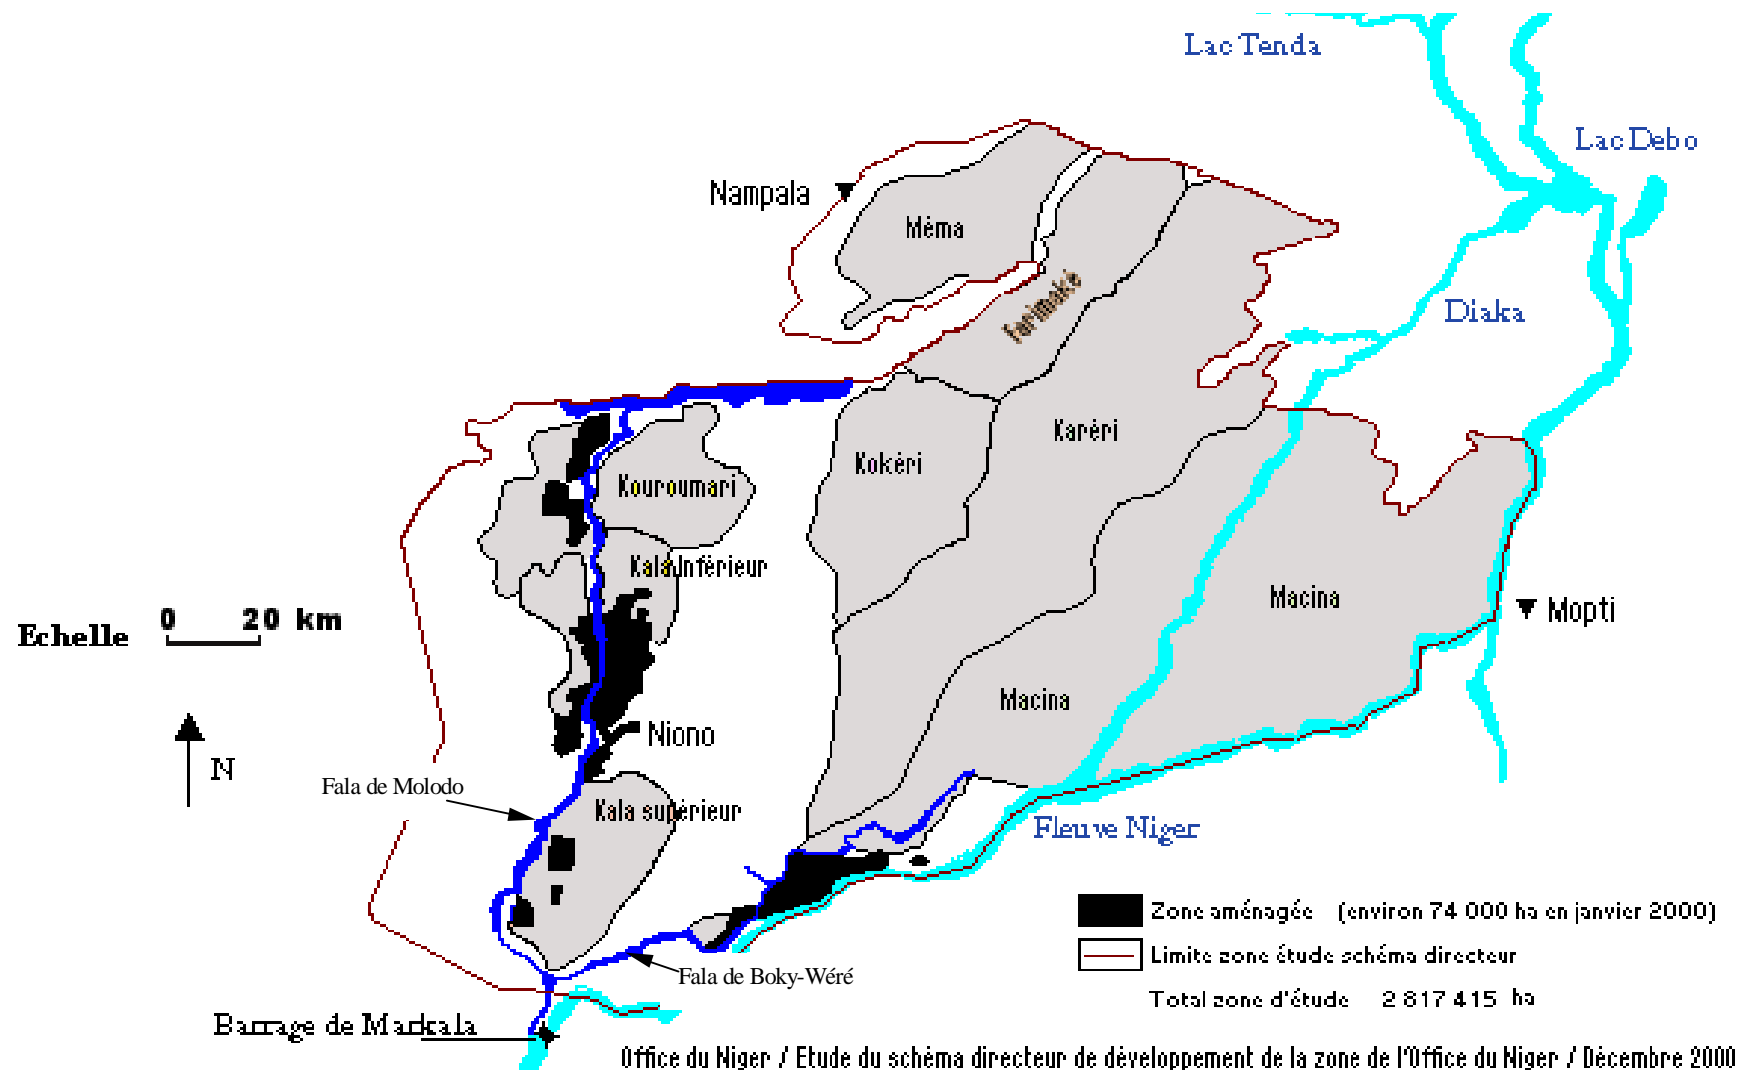 Lac Tenda
Lac Debo
Nampala
Méma
Farimaké
Diaka
Kouroumari
Kokéri
Karéri
Kala Inférieur
Macina
Mopti
Echelle 0 20 km
Macina
Niono
N
Fala de Molodo
Kala supérieur
Fleuve Niger
Zone aménagée (environ 74 000 ha en janvier 2000)
Limite zone étude schéma directeur
Fala de Boky-Wéré
Total zone d'étude 2 817 415 ha
Barrage de Markala
Office du Niger / Etude du schéma directeur de développement de la zone de l'Office du Niger / Décembre 2000